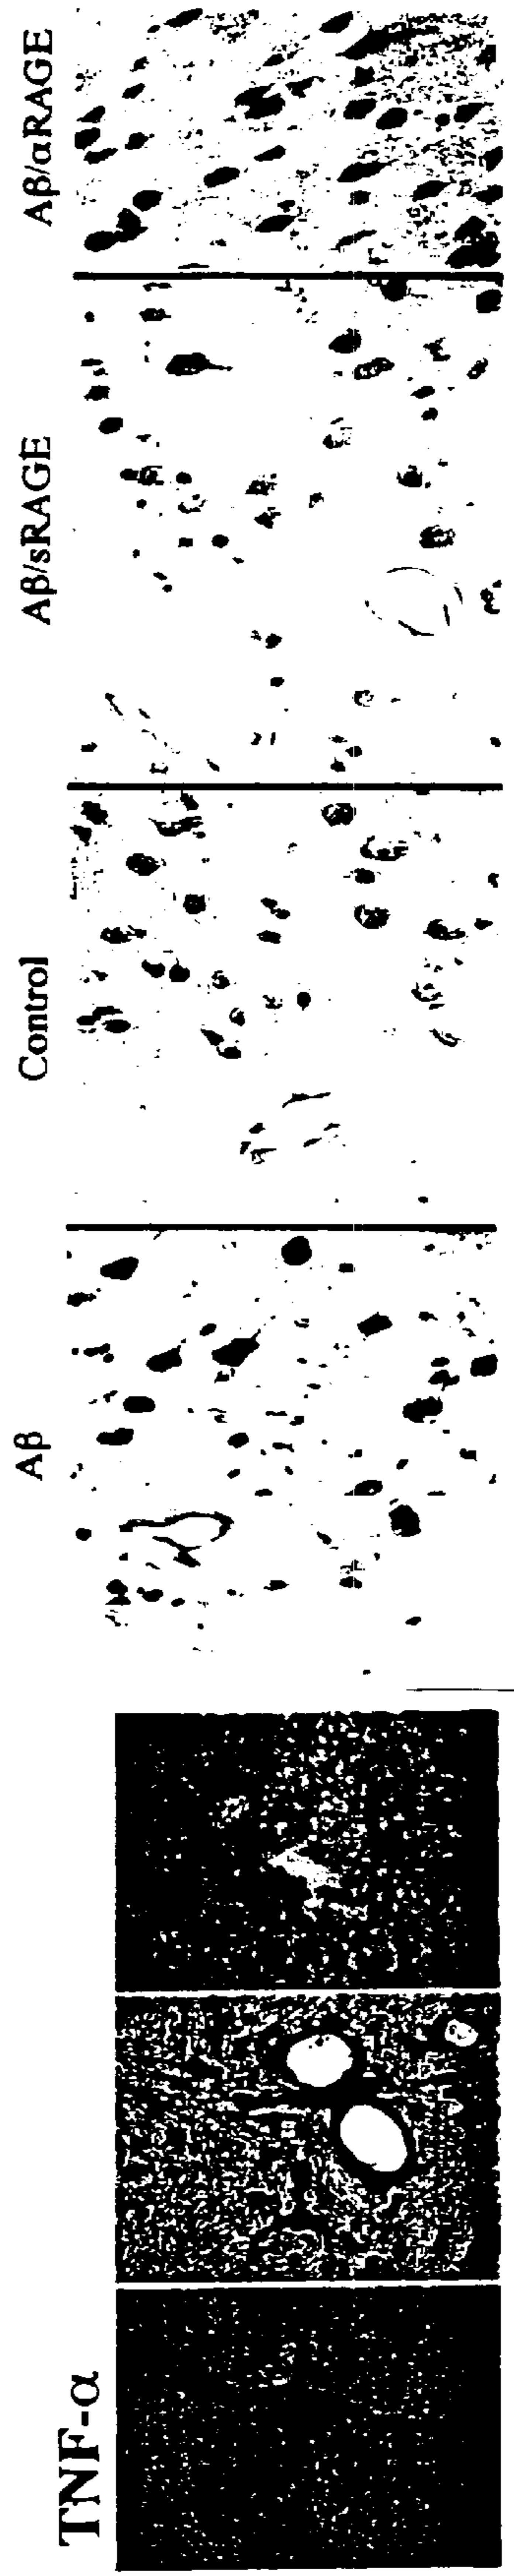 TNF-α
Aβ
Control
Aβ/sRAGE
Aβ/αRAGE